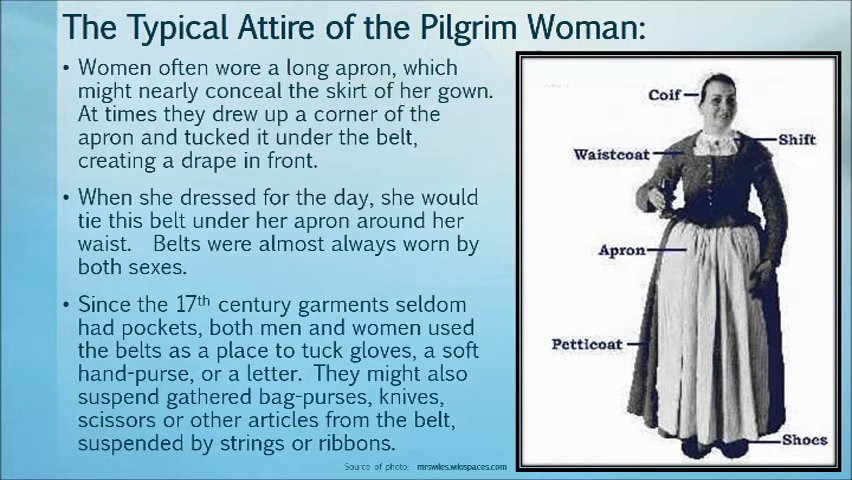 The Typical Attire of the Pilgrim Woman:
• Women often wore a long apron, which
might nearly conceal the skirt of her gown.
At times they drew up a corner of the
apron and tucked it under the belt,
creating a drape in front.
• When she dressed for the day, she would
tie this belt under her apron around her
waist. Belts were almost always worn by
both sexes.
• Since the 17th century garments seldom
had pockets, both men and women used
the belts as a place to tuck gloves, a soft
hand-purse, or a letter. They might also
suspend gathered bag-purses, knives,
scissors or other articles from the belt,
suspended by strings or ribbons.
Source of photo: mrswiles.wikispaces.com
Coif
Shift
Waistcoat
Apron
Petticoat
Shoes